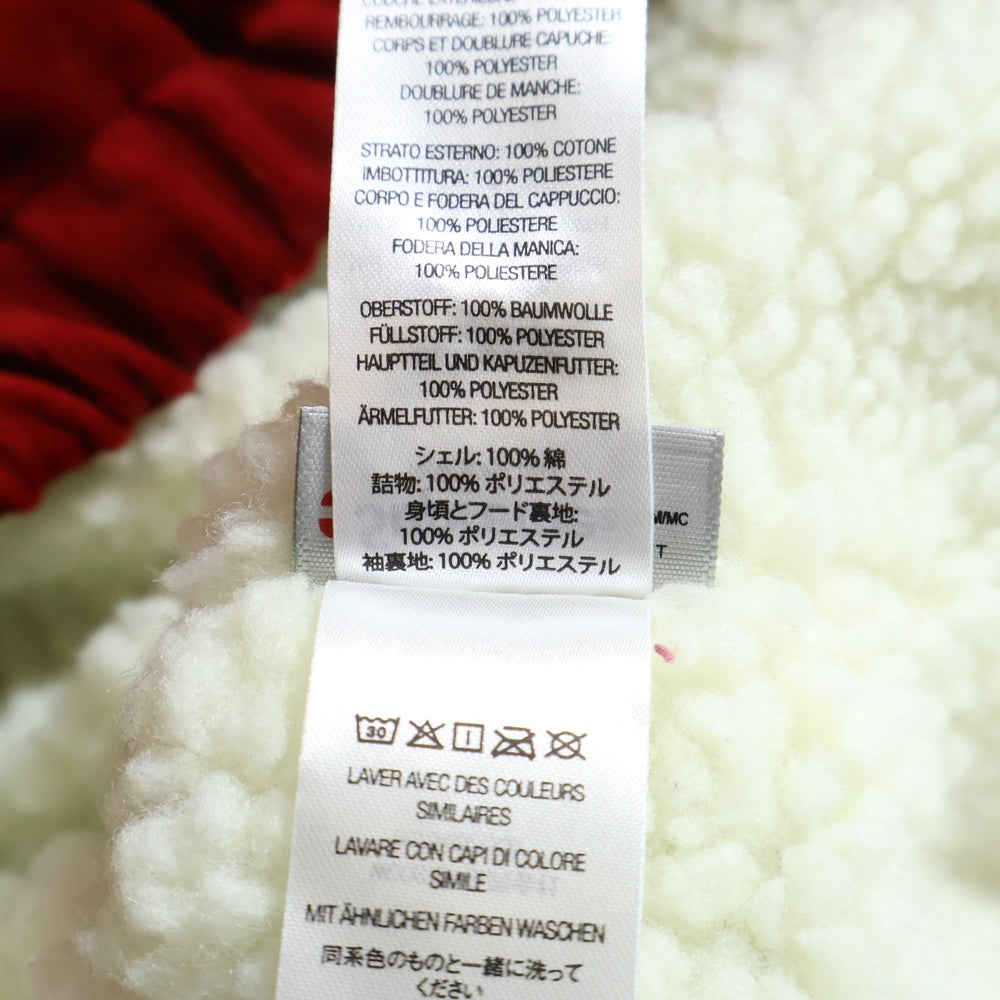 REMBOURRAGE: 100% POLYESTER
CORPS ET DOUBLURE CAPUCHE:
100% POLYESTER
DOUBLURE DE MANCHE:
100% POLYESTER
STRATO ESTERNO: 100% COTONE
IMBOTTITURA: 100% POLIESTERE
CORPO E FODERA DEL CAPPUCCIO:
100% POLIESTERE
FODERA DELLA MANICA:
100% POLIESTERE
OBERSTOFF: 100% BAUMWOLLE
FÜLLSTOFF: 100% POLYESTER
HAUPTTEIL UND KAPUZENFUTTER:
100% POLYESTER
ÄRMELFUTTER: 100% POLYESTER
シェル: 100% 綿
詰物: 100% ポリエステル
身頃とフード裏地:
100% ポリエステル
袖裏地: 100% ポリエステル
M/MC
T
30
LAVER AVEC DES COULEURS
SIMILAIRES
LAVARE CON CAPI DI COLORE
SIMILE
MIT ÄHNLICHEN FARBEN WASCHEN
同系色のものと一緒に洗って
ください